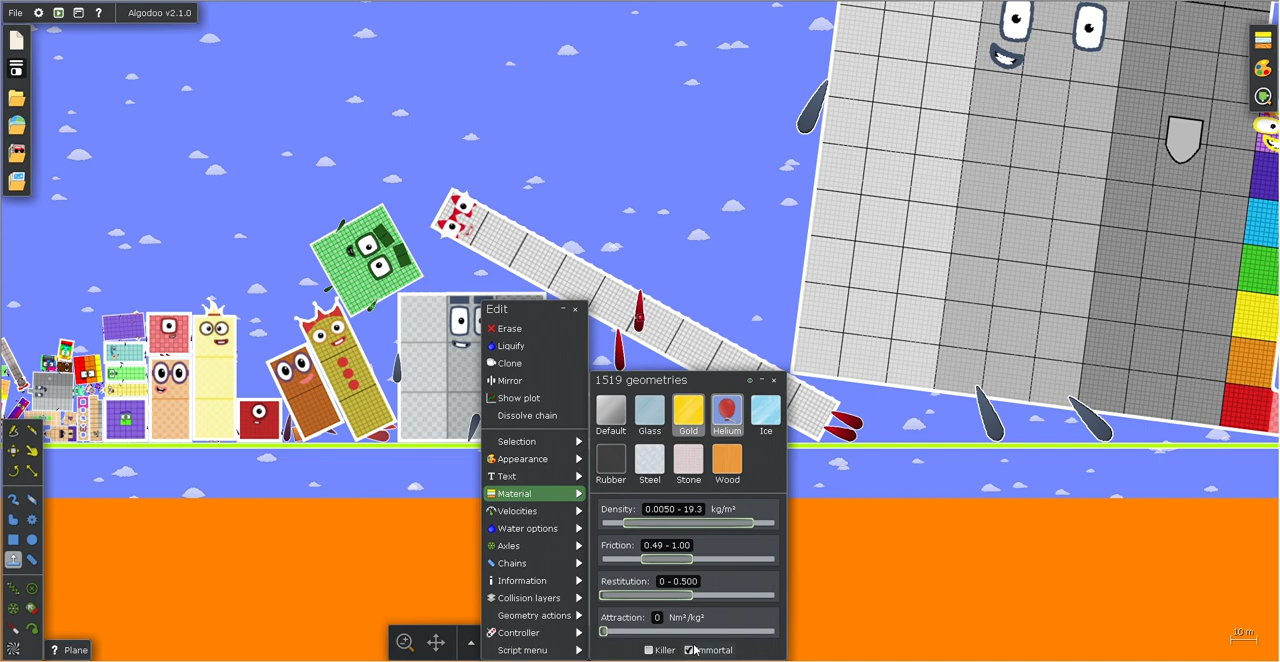 File ? Algodoo v2.1.0
Edit
Erase
Liquify
Clone
Mirror
Show plot
Dissolve chain
Selection
Appearance
Text
Material
Velocities
Water options
Axles
Chains
Information
Collision layers
Geometry actions
Controller
Script menu
1519 geometries
Default Glass Gold Helium Ice
Rubber Steel Stone Wood
Density: 0.0050 - 19.3 kg/m²
Friction: 0.49 - 1.00
Restitution: 0 - 0.500
Attraction: 0 Nm²/kg²
Killer Immortal
? Plane
10 m